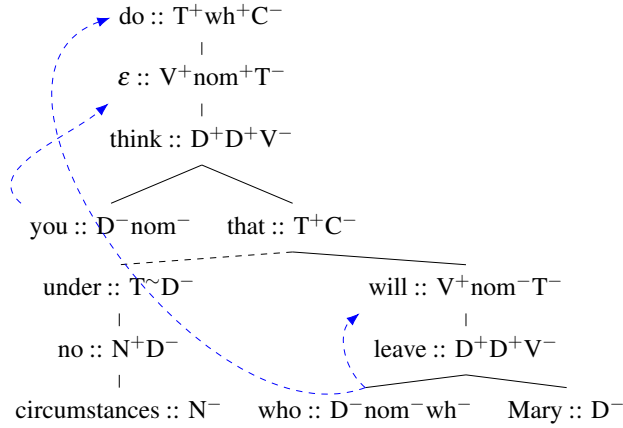 do :: T⁺wh⁺C⁻
ε :: V⁺nom⁺T⁻
think :: D⁺D⁺V⁻
you :: D⁻nom⁻ that :: T⁺C⁻
under :: T~D⁻ will :: V⁺nom⁻T⁻
no :: N⁺D⁻ leave :: D⁺D⁺V⁻
circumstances :: N⁻ who :: D⁻nom⁻wh⁻ Mary :: D⁻